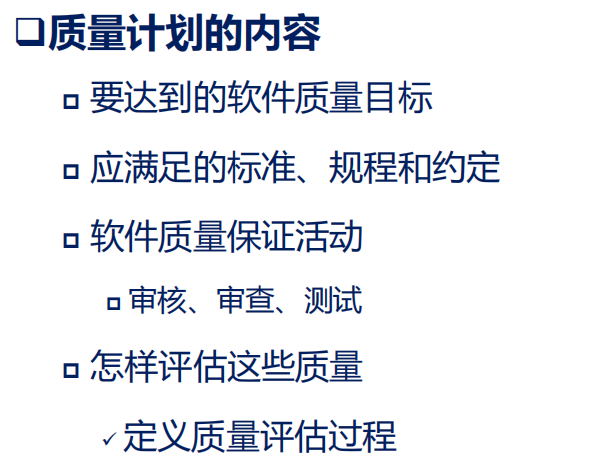 质量计划的内容
要达到的软件质量目标
应满足的标准、规程和约定
软件质量保证活动
审核、审查、测试
怎样评估这些质量
定义质量评估过程